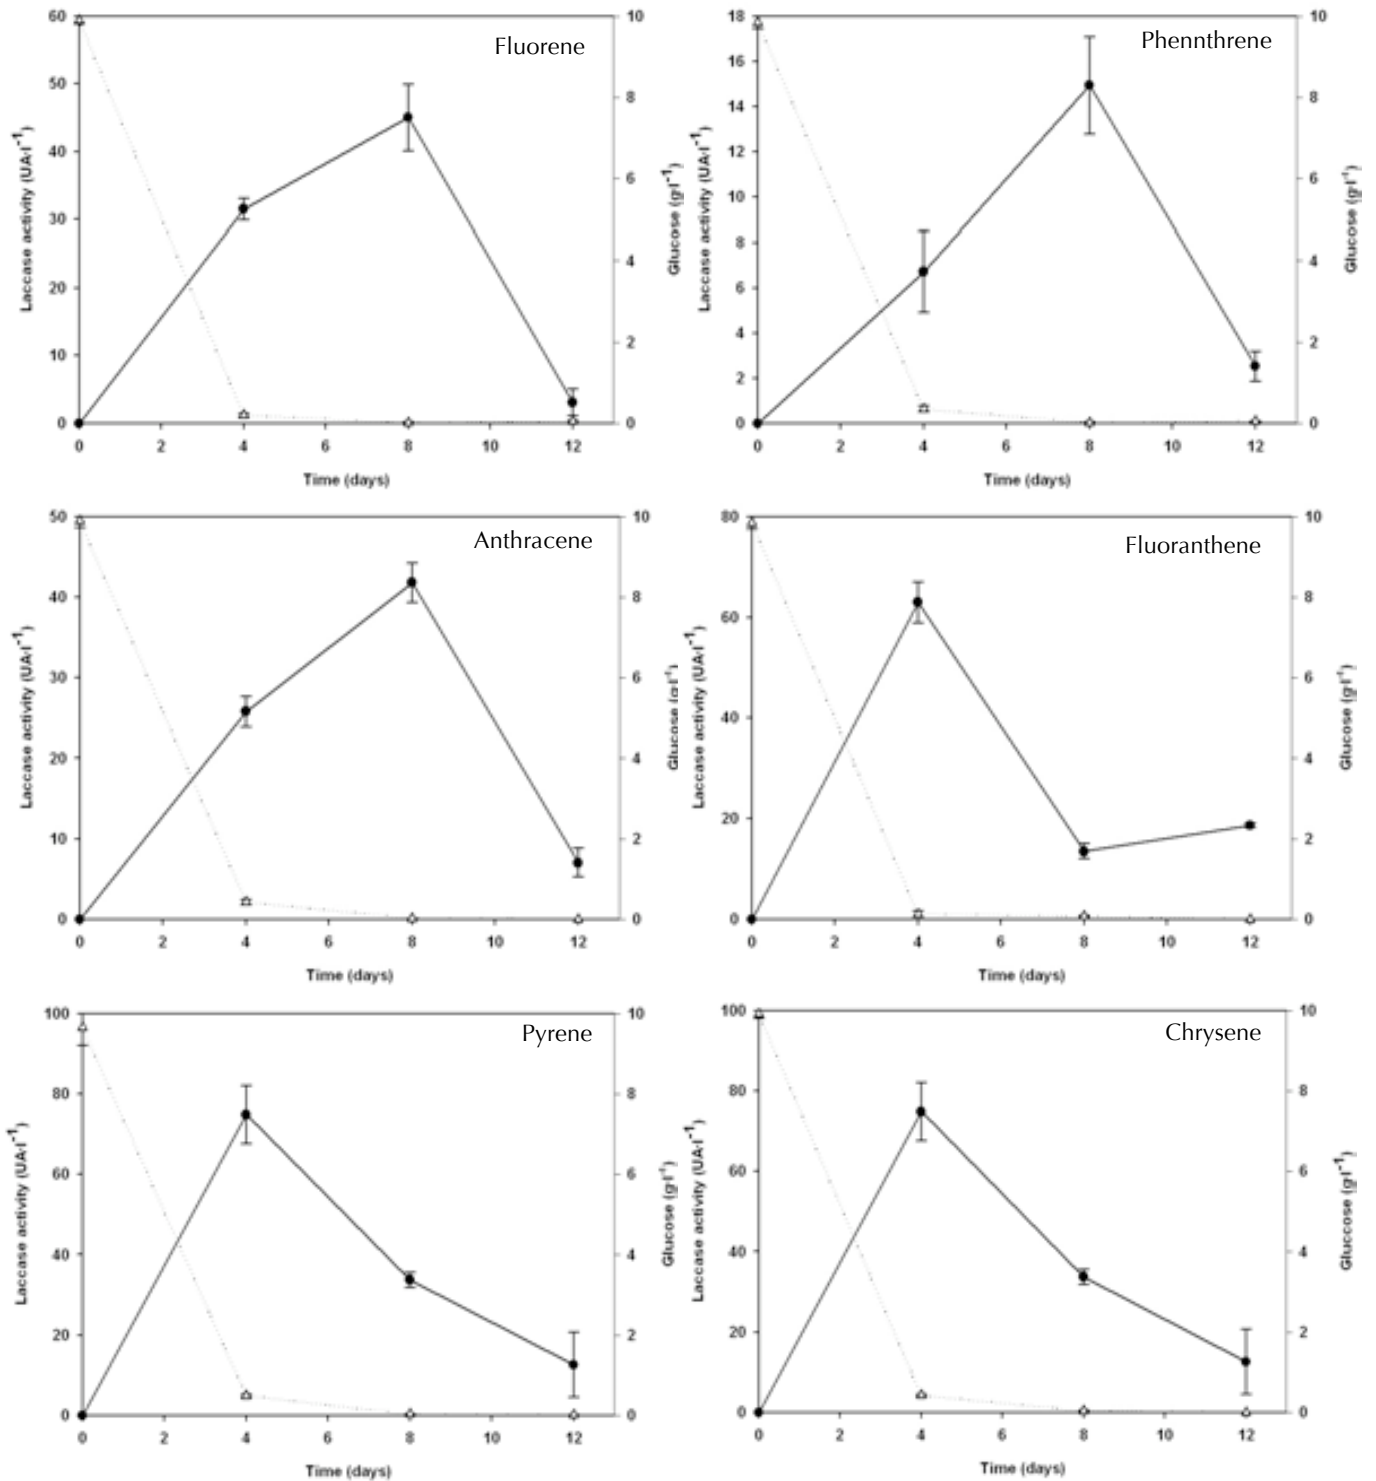 Fluorene
60
50
40
30
20
10
0
10
8
6
4
2
0
0 2 4 6 8 10 12
Laccase activity (UA·l⁻¹)
Glucose (g·l⁻¹)
Time (days)
Phennthrene
18
16
14
12
10
8
6
4
2
0
10
8
6
4
2
0
0 2 4 6 8 10 12
Laccase activity (UA·l⁻¹)
Glucose (g·l⁻¹)
Time (days)
Anthracene
50
40
30
20
10
0
10
8
6
4
2
0
0 2 4 6 8 10 12
Laccase activity (UA·l⁻¹)
Glucose (g·l⁻¹)
Time (days)
Fluoranthene
80
60
40
20
0
10
8
6
4
2
0
0 2 4 6 8 10 12
Laccase activity (UA·l⁻¹)
Glucose (g·l⁻¹)
Time (days)
Pyrene
100
80
60
40
20
0
10
8
6
4
2
0
0 2 4 6 8 10 12
Laccase activity (UA·l⁻¹)
Glucose (g·l⁻¹)
Time (days)
Chrysene
100
80
60
40
20
0
10
8
6
4
2
0
0 2 4 6 8 10 12
Laccase activity (UA·l⁻¹)
Gluccose (g·l⁻¹)
Time (days)